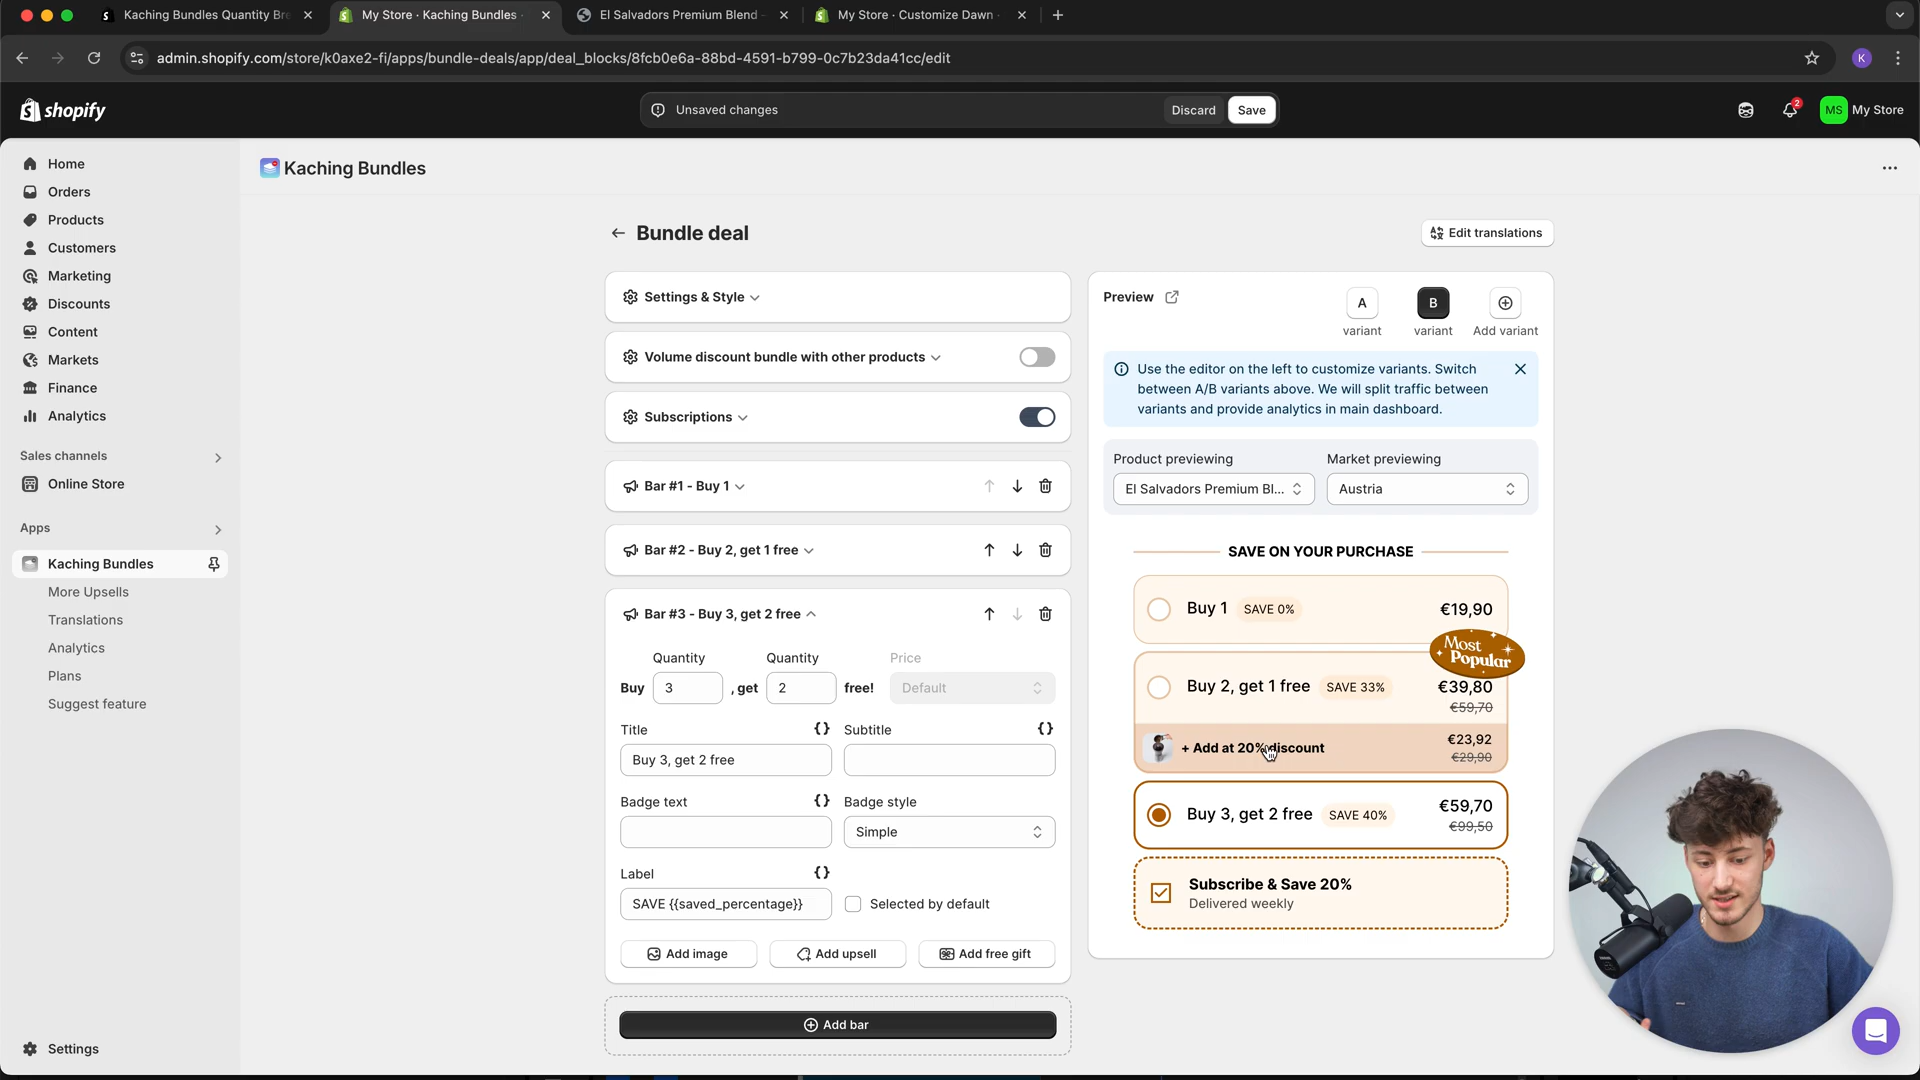 Kaching Bundles Quantity Bre
My Store · Kaching Bundles ·
El Salvadors Premium Blend
My Store · Customize Dawn ·
admin.shopify.com/store/k0axe2-fi/apps/bundle-deals/app/deal_blocks/8fcb0e6a-88bd-4591-b799-0c7b23da41cc/edit
K
shopify
Unsaved changes
Discard
Save
2
MS
My Store
Home
Orders
Products
Customers
Marketing
Discounts
Content
Markets
Finance
Analytics
Sales channels
Online Store
Apps
Kaching Bundles
More Upsells
Translations
Analytics
Plans
Suggest feature
Settings
Kaching Bundles
Bundle deal
Edit translations
Settings & Style
Volume discount bundle with other products
Subscriptions
Bar #1 - Buy 1
Bar #2 - Buy 2, get 1 free
Bar #3 - Buy 3, get 2 free
Quantity
Quantity
Price
Buy
3
, get
2
free!
Default
Title
Subtitle
Buy 3, get 2 free
Badge text
Badge style
Simple
Label
SAVE {{saved_percentage}}
Selected by default
Add image
Add upsell
Add free gift
Add bar
Preview
A
B
variant
variant
Add variant
Use the editor on the left to customize variants. Switch
between A/B variants above. We will split traffic between
variants and provide analytics in main dashboard.
Product previewing
Market previewing
El Salvadors Premium Bl...
Austria
SAVE ON YOUR PURCHASE
Buy 1
SAVE 0%
€19,90
Most
Popular
Buy 2, get 1 free
SAVE 33%
€39,80
€59,70
+ Add at 20% discount
€23,92
€29,90
Buy 3, get 2 free
SAVE 40%
€59,70
€99,50
Subscribe & Save 20%
Delivered weekly